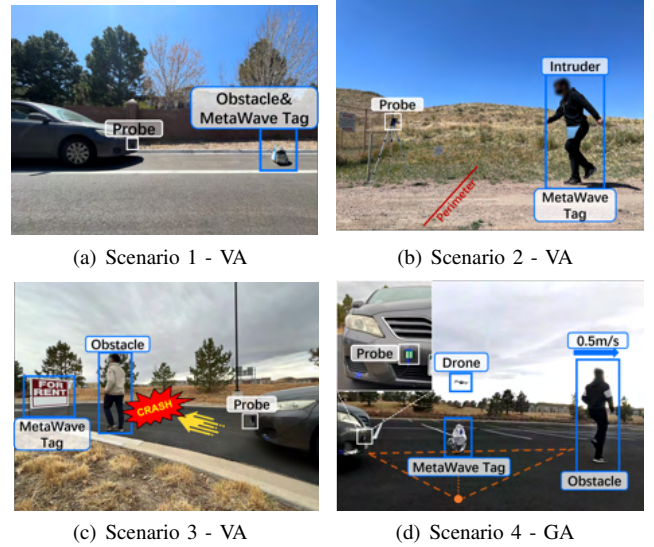 Obstacle&
MetaWave Tag
Probe
(a) Scenario 1 - VA
Intruder
Probe
Perimeter
MetaWave
Tag
(b) Scenario 2 - VA
Obstacle
FOR
RENT
CRASH
Probe
MetaWave
Tag
(c) Scenario 3 - VA
0.5m/s
Probe
Drone
MetaWave Tag
Obstacle
(d) Scenario 4 - GA